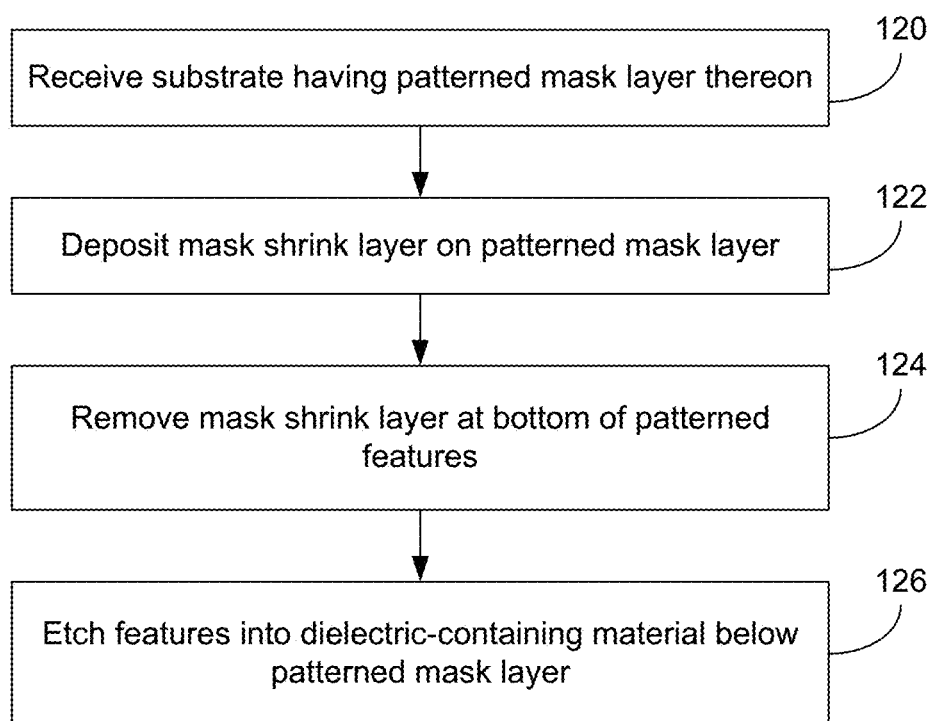 120
Receive substrate having patterned mask layer thereon
122
Deposit mask shrink layer on patterned mask layer
124
Remove mask shrink layer at bottom of patterned
features
126
Etch features into dielectric-containing material below
patterned mask layer